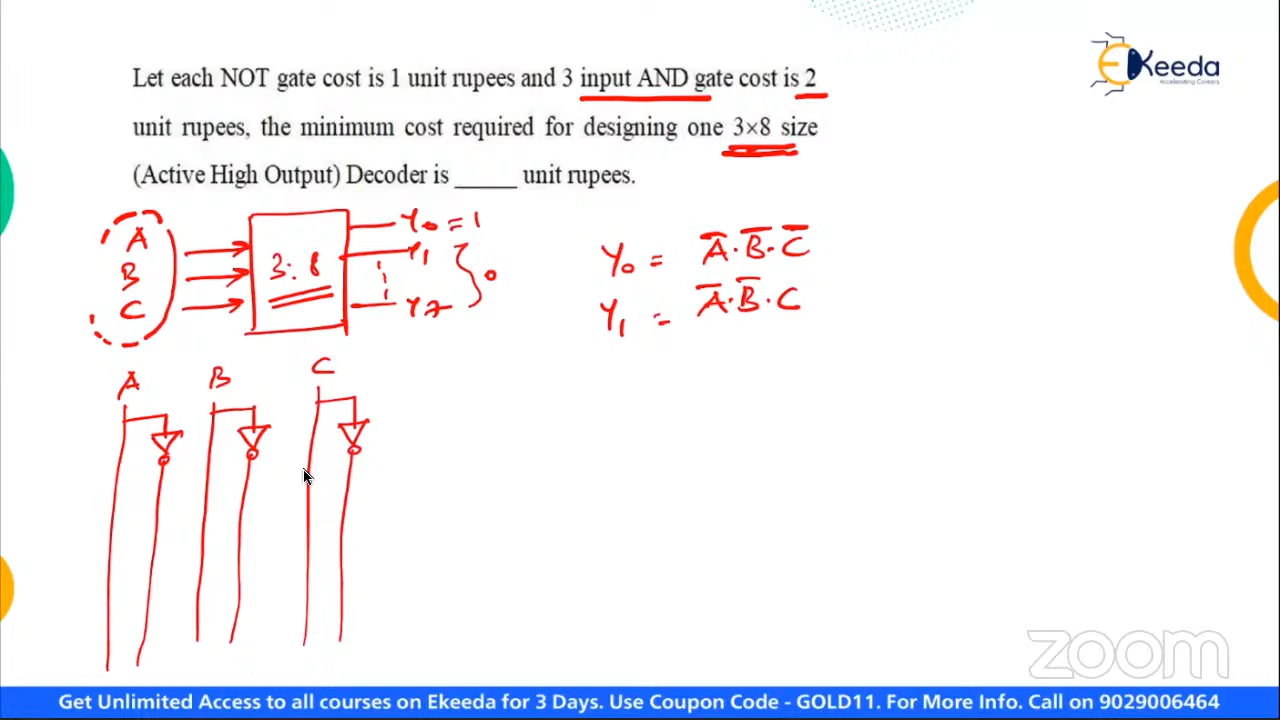 Ekeeda
Accelerating Careers
Let each NOT gate cost is 1 unit rupees and 3 input AND gate cost is 2
unit rupees, the minimum cost required for designing one 3×8 size
(Active High Output) Decoder is _____ unit rupees.
A
B
C
3:8
Y₀ = 1
Y₁
Y₇
0
Y₀ = A̅·B̅·C̅
Y₁ = A̅·B̅·C
A B C
zoom
Get Unlimited Access to all courses on Ekeeda for 3 Days. Use Coupon Code - GOLD11. For More Info. Call on 9029006464